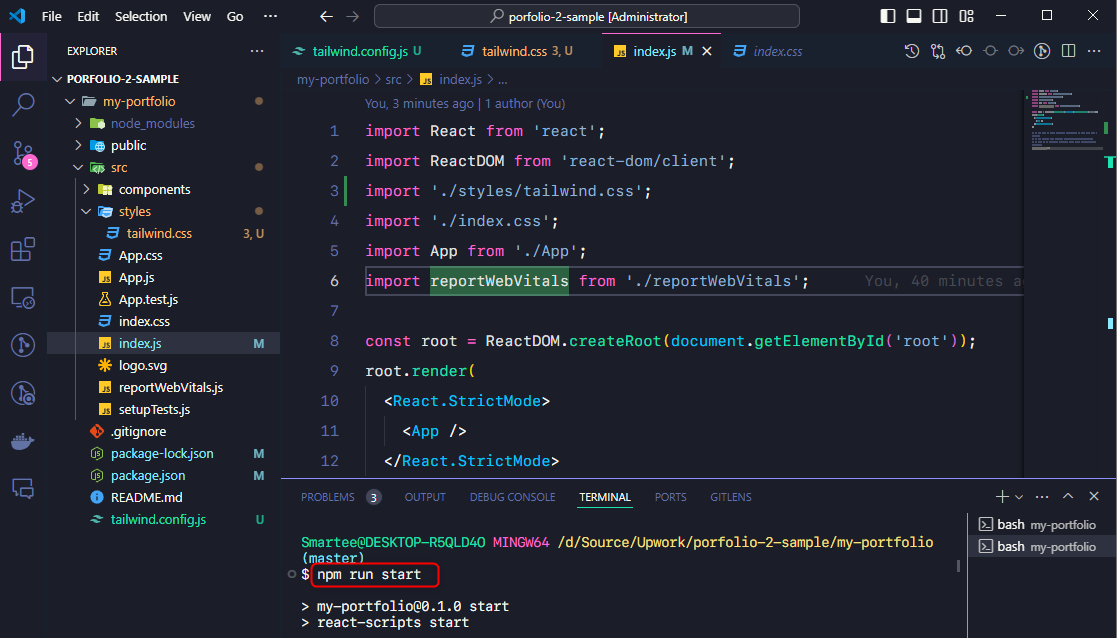 File Edit Selection View Go ··· porfolio-2-sample [Administrator]
EXPLORER ···
PORFOLIO-2-SAMPLE
my-portfolio
node_modules
public
src
components
styles
tailwind.css 3, U
App.css
App.js
App.test.js
index.css
index.js M
logo.svg
reportWebVitals.js
setupTests.js
.gitignore
package-lock.json M
package.json M
README.md
tailwind.config.js U
5
tailwind.config.js U tailwind.css 3, U index.js M index.css
my-portfolio > src > index.js > ...
You, 3 minutes ago | 1 author (You)
1 import React from 'react';
2 import ReactDOM from 'react-dom/client';
3 import './styles/tailwind.css';
4 import './index.css';
5 import App from './App';
6 import reportWebVitals from './reportWebVitals'; You, 40 minutes
7
8 const root = ReactDOM.createRoot(document.getElementById('root'));
9 root.render(
10 <React.StrictMode>
11 <App />
12 </React.StrictMode>
PROBLEMS 3 OUTPUT DEBUG CONSOLE TERMINAL PORTS GITLENS
Smartee@DESKTOP-R5QLD4O MINGW64 /d/Source/Upwork/porfolio-2-sample/my-portfolio
(master)
$ npm run start
> my-portfolio@0.1.0 start
> react-scripts start
bash my-portfolio
bash my-portfolio